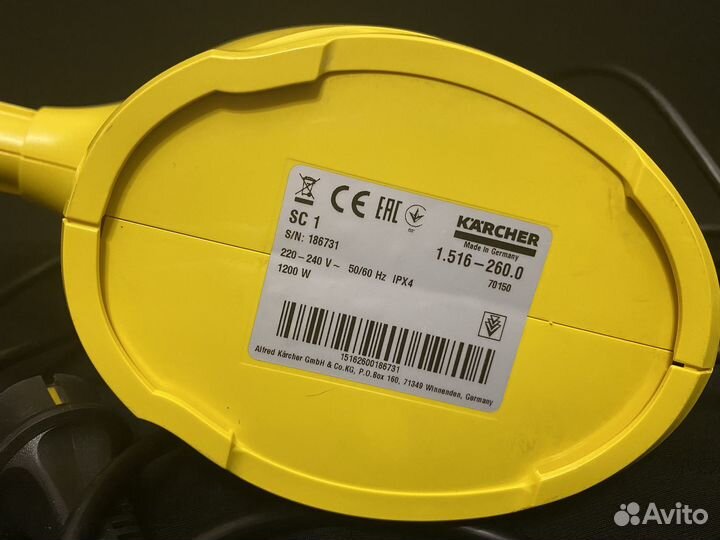 CE EAC
KÄRCHER
Made in Germany
SC 1
1.516-260.0
S/N: 186731
70150
220-240 V~ 50/60 Hz IPX4
1200 W
15162600186731
Alfred Kärcher GmbH & Co.KG, P.O.Box 160, 71349 Winnenden, Germany
Avito